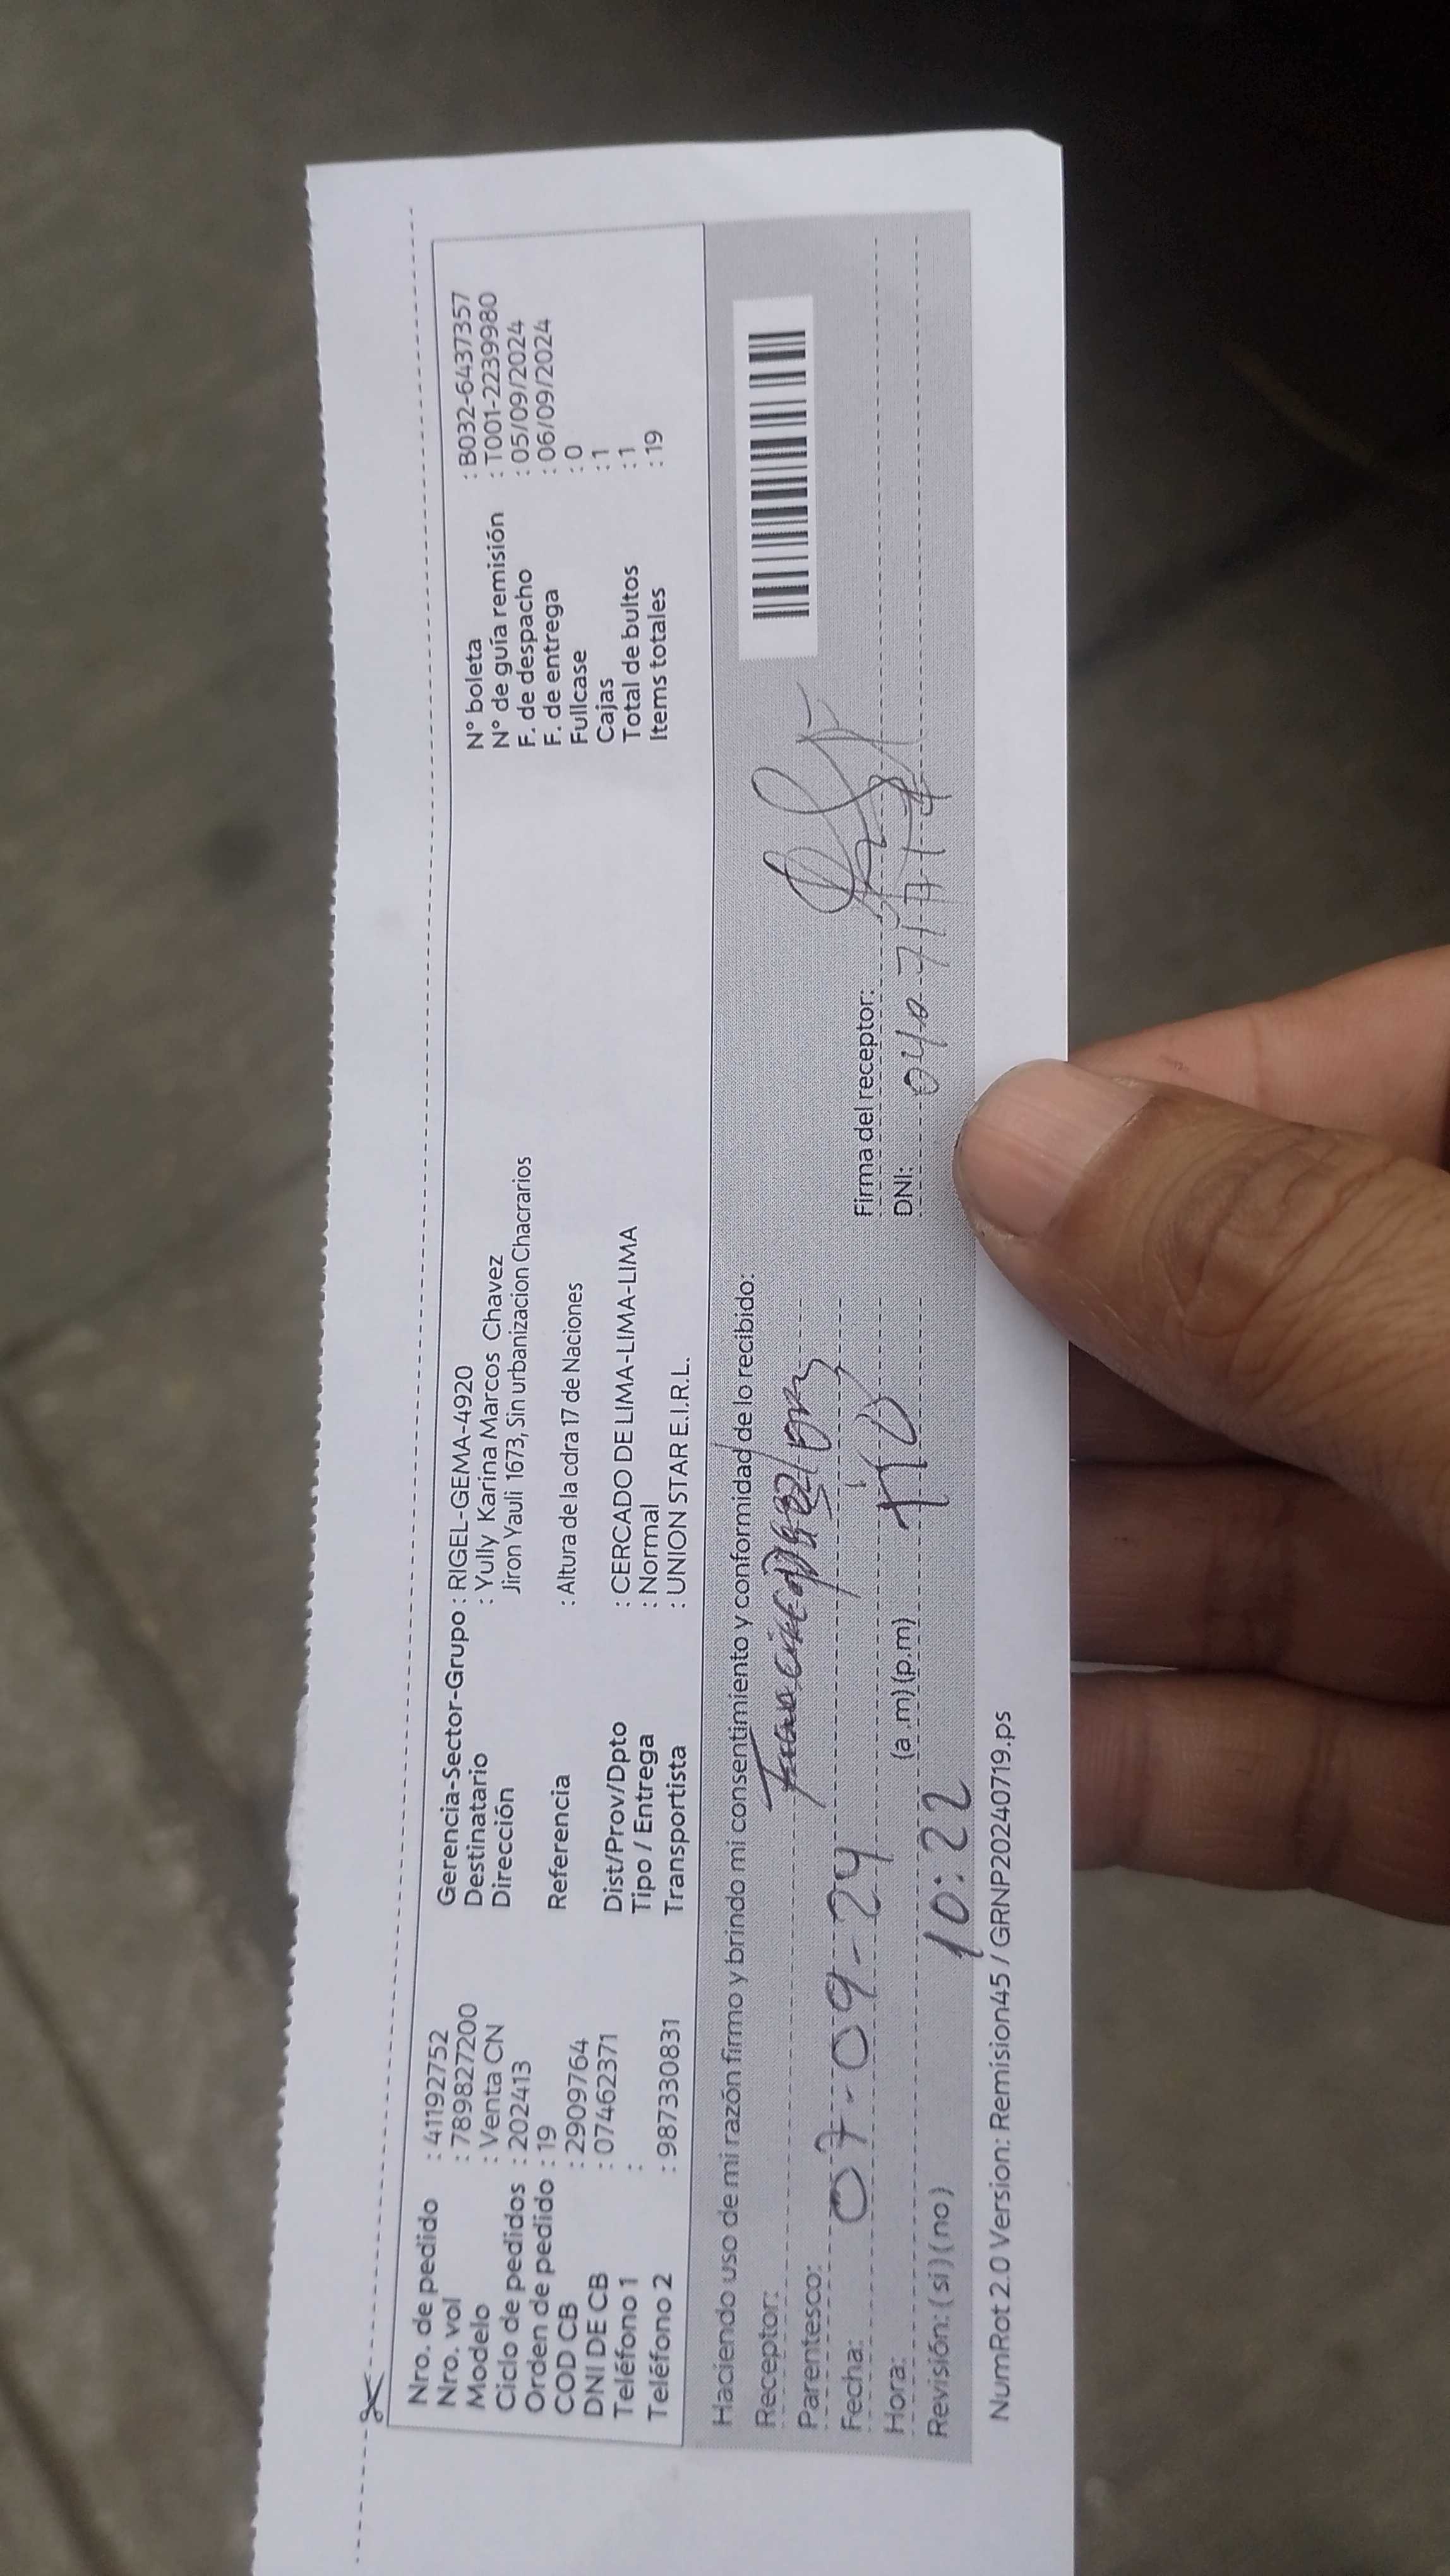 Nro. de pedido : 41192752
Nro. vol : 789827200
Modelo : Venta CN
Ciclo de pedidos : 202413
Orden de pedido : 19
COD CB : 2909764
DNI DE CB : 07462371
Teléfono 1 :
Teléfono 2 : 987330831
Gerencia-Sector-Grupo : RIGEL-GEMA-4920
Destinatario : Yully Karina Marcos Chavez
Dirección Jiron Yauli 1673, Sin urbanizacion Chacrarios
Referencia : Altura de la cdra 17 de Naciones
Dist/Prov/Dpto : CERCADO DE LIMA-LIMA-LIMA
Tipo / Entrega : Normal
Transportista : UNION STAR E.I.R.L.
N° boleta : B032-6437357
N° de guía remisión : T001-2239980
F. de despacho : 05/09/2024
F. de entrega : 06/09/2024
Fullcase : 0
Cajas : 1
Total de bultos : 1
Items totales : 19
Haciendo uso de mi razón firmo y brindo mi consentimiento y conformidad de lo recibido:
Receptor:
Parentesco:
Fecha: 07-09-24
Hora: (a.m) (p.m)
10:22
Revisión: ( si ) ( no )
Firma del receptor:
DNI:
NumRot 2.0 Version: Remision45 / GRNP20240719.ps